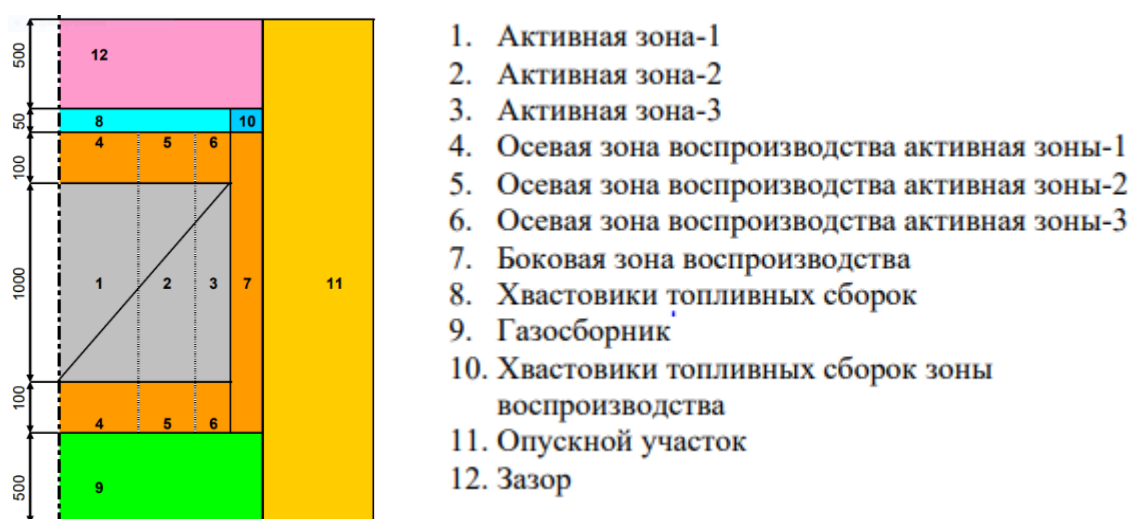 500
12
50
8
10
4
5
6
100
1000
1
2
3
7
11
100
4
5
6
500
9
1. Активная зона-1
2. Активная зона-2
3. Активная зона-3
4. Осевая зона воспроизводства активная зоны-1
5. Осевая зона воспроизводства активная зоны-2
6. Осевая зона воспроизводства активная зоны-3
7. Боковая зона воспроизводства
8. Хвастовики топливных сборок
9. Газосборник
10. Хвастовики топливных сборок зоны
воспроизводства
11. Опускной участок
12. Зазор